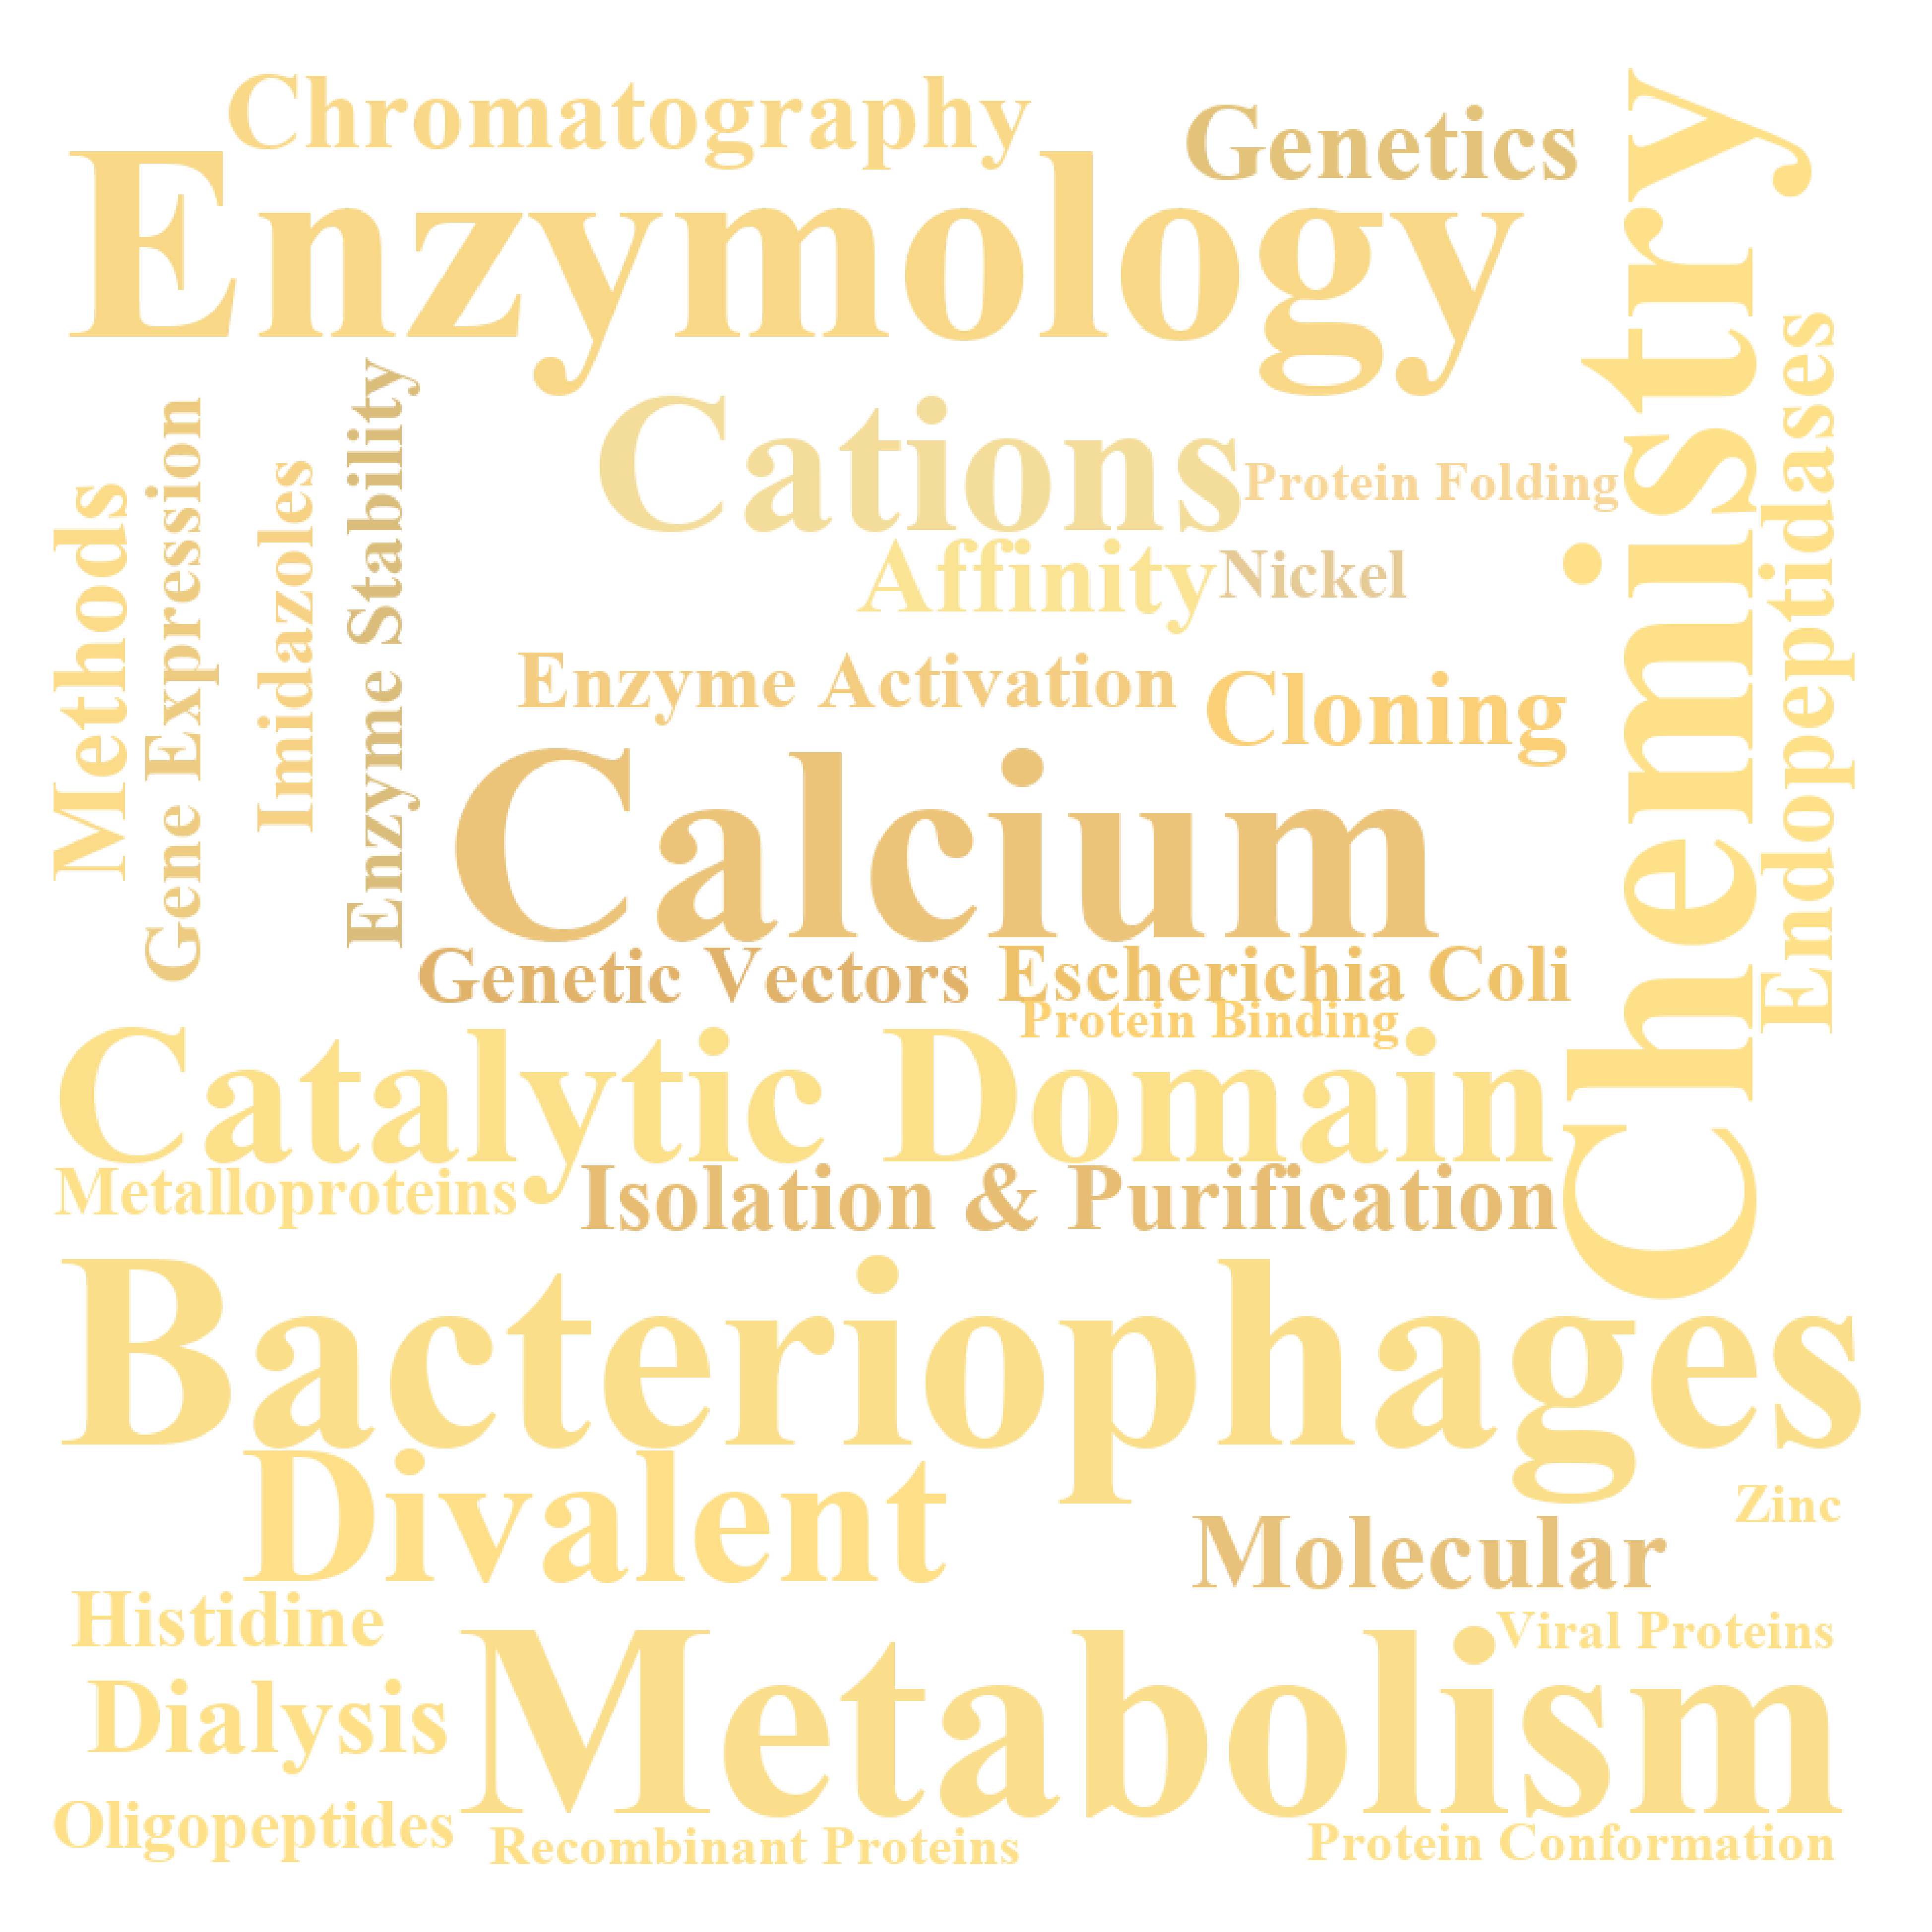 Chromatography
Genetics
Enzymology
Chemistry
Endopeptidases
Cations
Protein Folding
Methods
Gene Expression
Imidazoles
Enzyme Stability
Affinity
Nickel
Enzyme Activation
Cloning
Calcium
Genetic Vectors
Escherichia Coli
Protein Binding
Catalytic Domain
Metalloproteins
Isolation & Purification
Bacteriophages
Divalent
Zinc
Molecular
Histidine
Viral Proteins
Metabolism
Dialysis
Oligopeptides
Recombinant Proteins
Protein Conformation